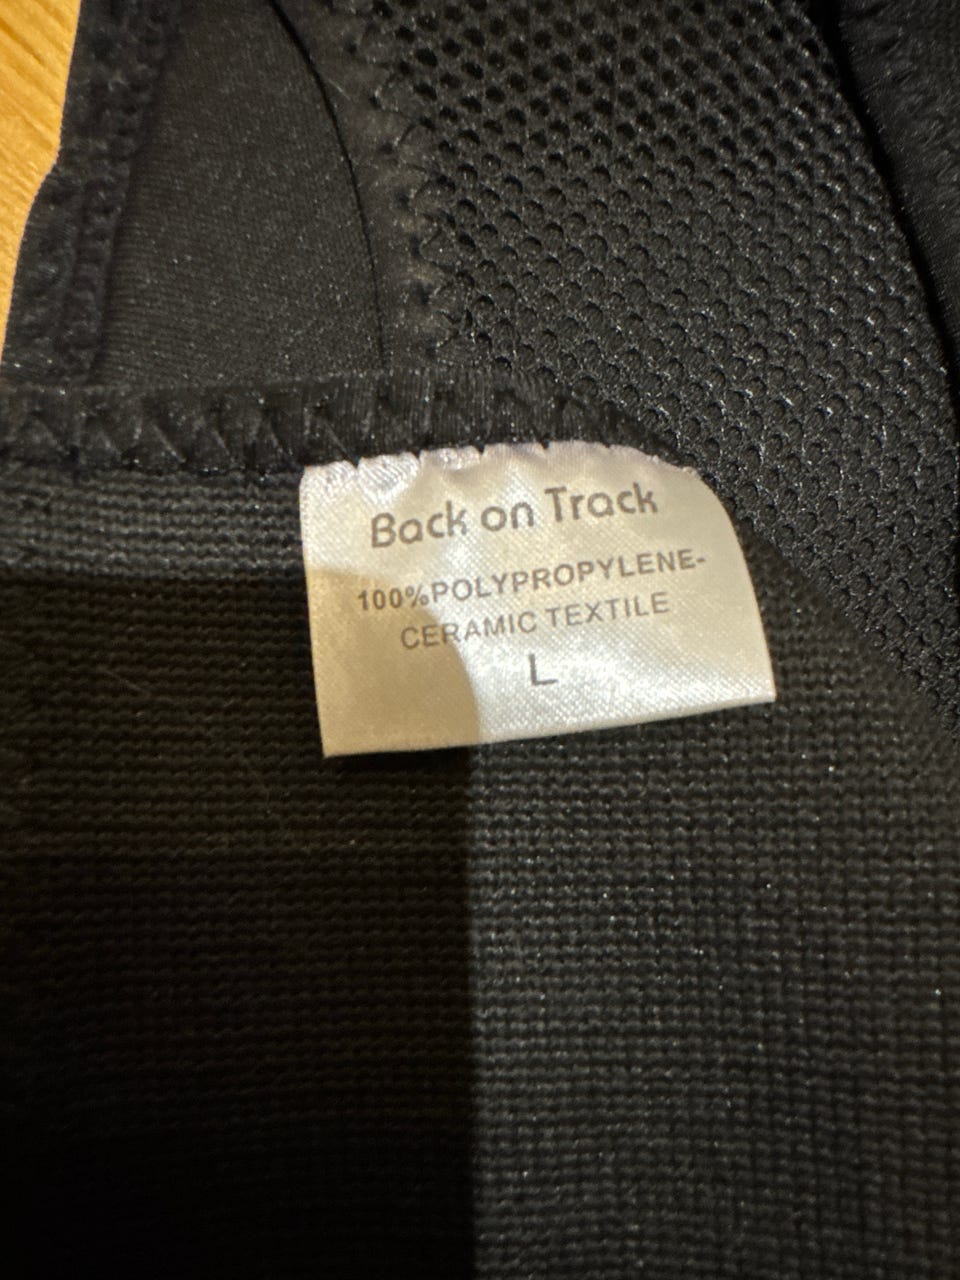 Back on Track
100%POLYPROPYLENE-
CERAMIC TEXTILE
L